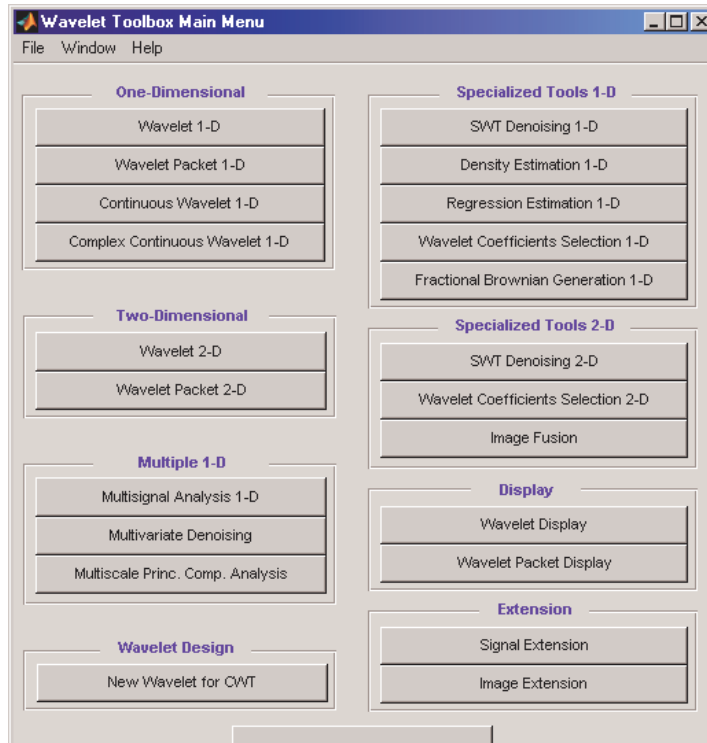 Wavelet Toolbox Main Menu
File Window Help
One-Dimensional
Wavelet 1-D
Wavelet Packet 1-D
Continuous Wavelet 1-D
Complex Continuous Wavelet 1-D
Two-Dimensional
Wavelet 2-D
Wavelet Packet 2-D
Multiple 1-D
Multisignal Analysis 1-D
Multivariate Denoising
Multiscale Princ. Comp. Analysis
Wavelet Design
New Wavelet for CWT
Specialized Tools 1-D
SWT Denoising 1-D
Density Estimation 1-D
Regression Estimation 1-D
Wavelet Coefficients Selection 1-D
Fractional Brownian Generation 1-D
Specialized Tools 2-D
SWT Denoising 2-D
Wavelet Coefficients Selection 2-D
Image Fusion
Display
Wavelet Display
Wavelet Packet Display
Extension
Signal Extension
Image Extension